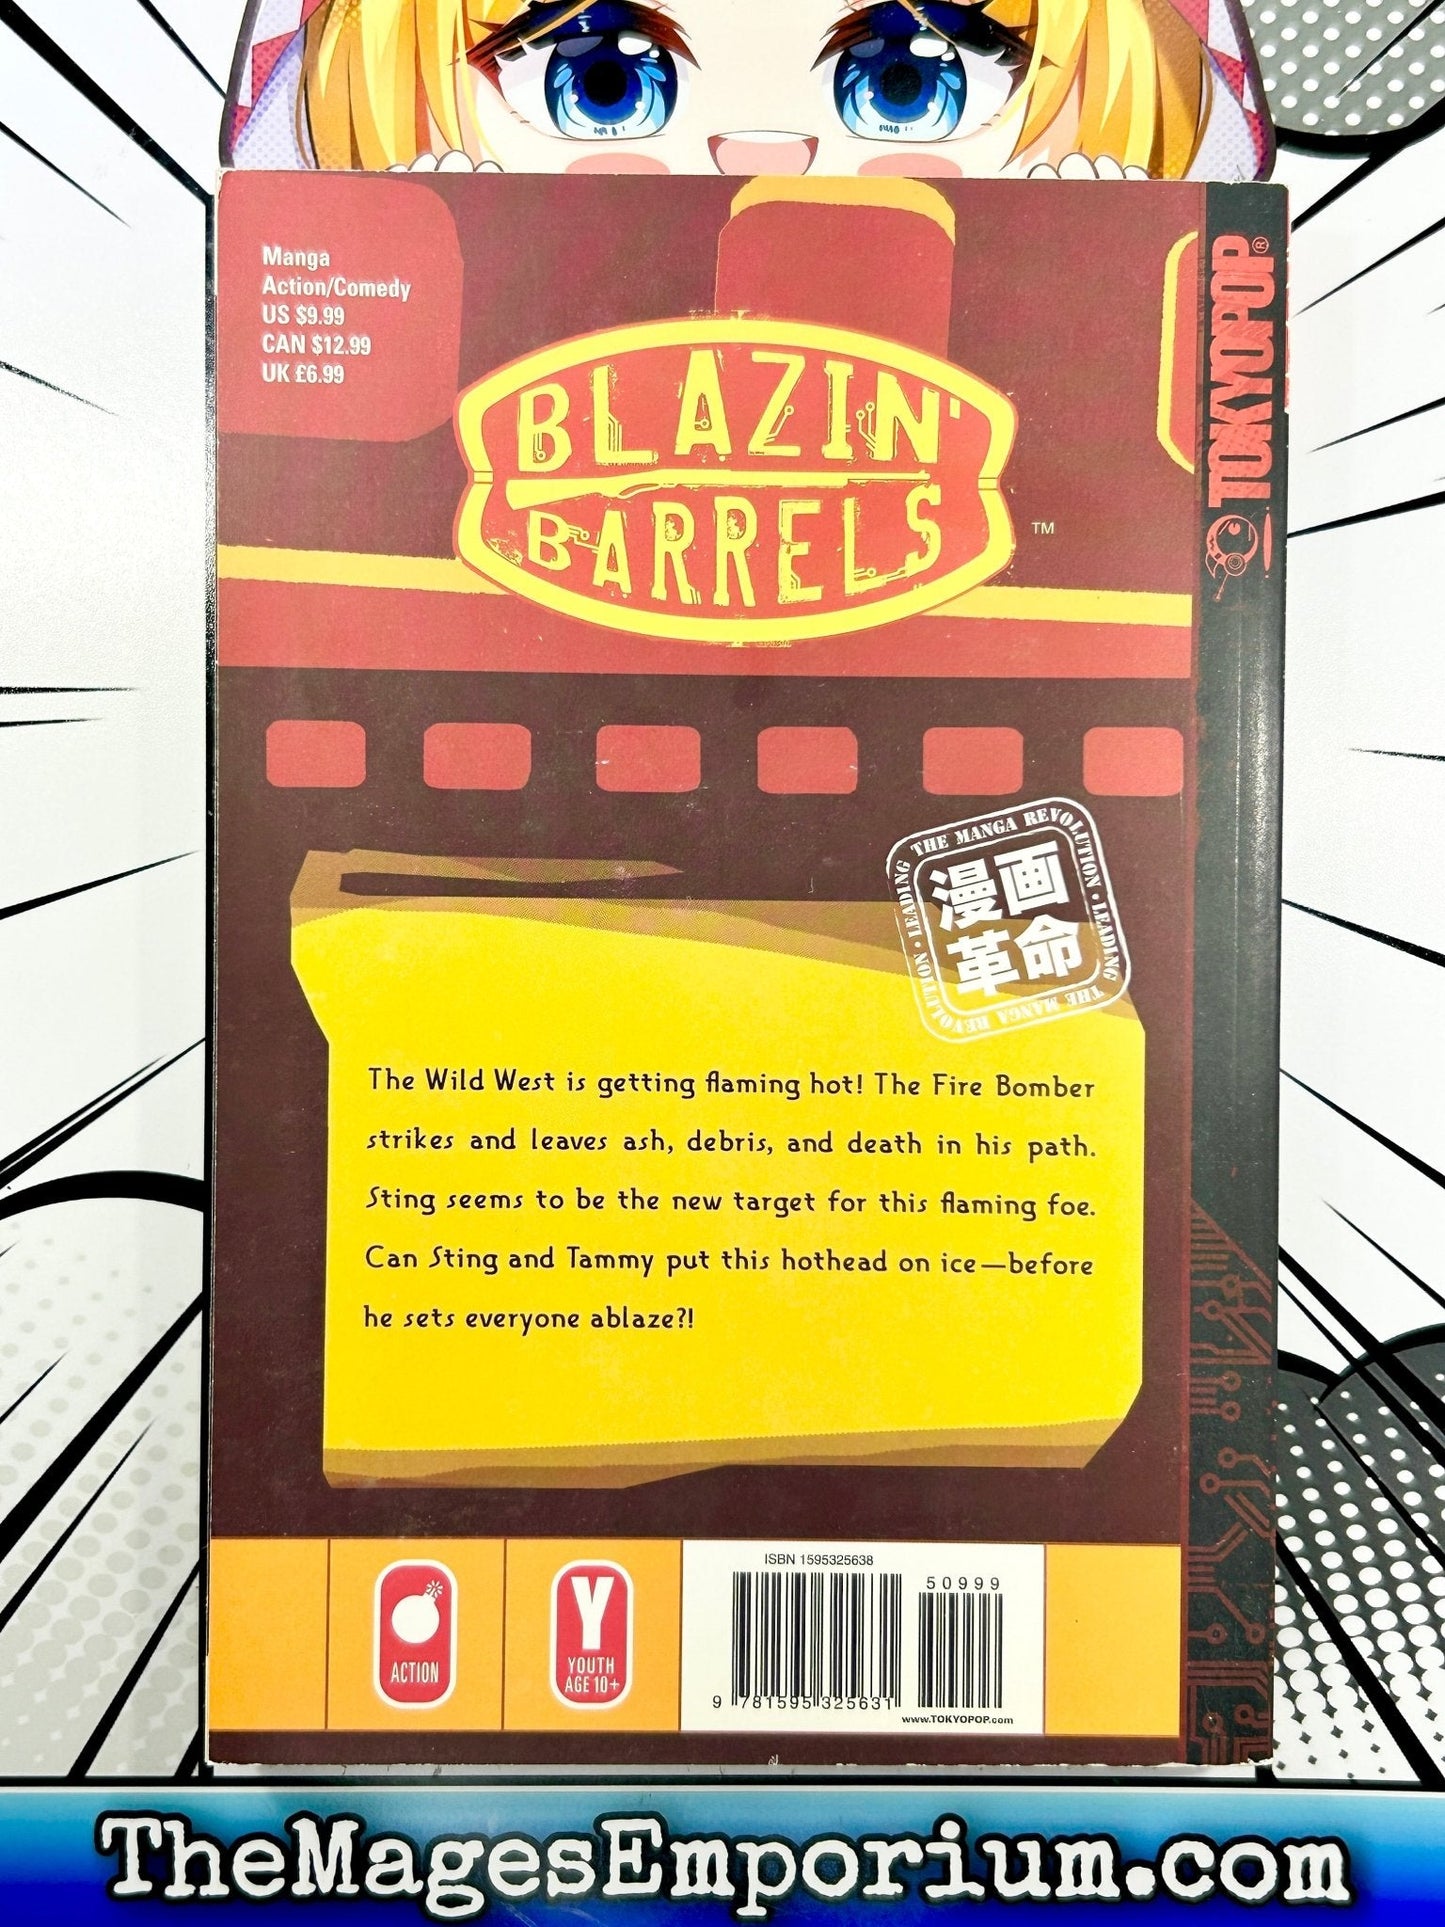 Manga
Action/Comedy
US $9.99
CAN $12.99
UK £6.99
BLAZIN'
BARRELS
™
TOKYOPOP®
LEADING THE MANGA REVOLUTION · LEADING THE MANGA REVOLUTION ·
漫画
革命
The Wild West is getting flaming hot! The Fire Bomber
strikes and leaves ash, debris, and death in his path.
Sting seems to be the new target for this flaming foe.
Can Sting and Tammy put this hothead on ice—before
he sets everyone ablaze?!
ACTION
Y
YOUTH
AGE 10+
ISBN 1595325638
50999
9 781595 325631
www.TOKYOPOP.com
TheMagesEmporium.com